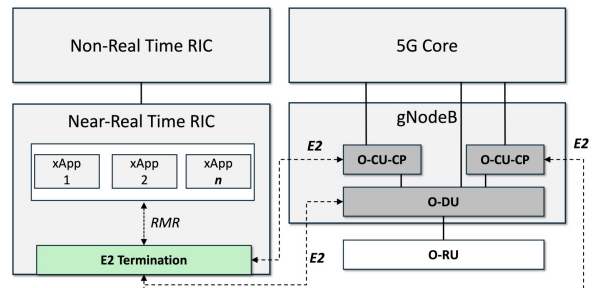 Non-Real Time RIC
5G Core
Near-Real Time RIC
gNodeB
xApp
1
xApp
2
xApp
n
E2
E2
O-CU-CP
O-CU-CP
O-DU
RMR
E2
E2 Termination
O-RU